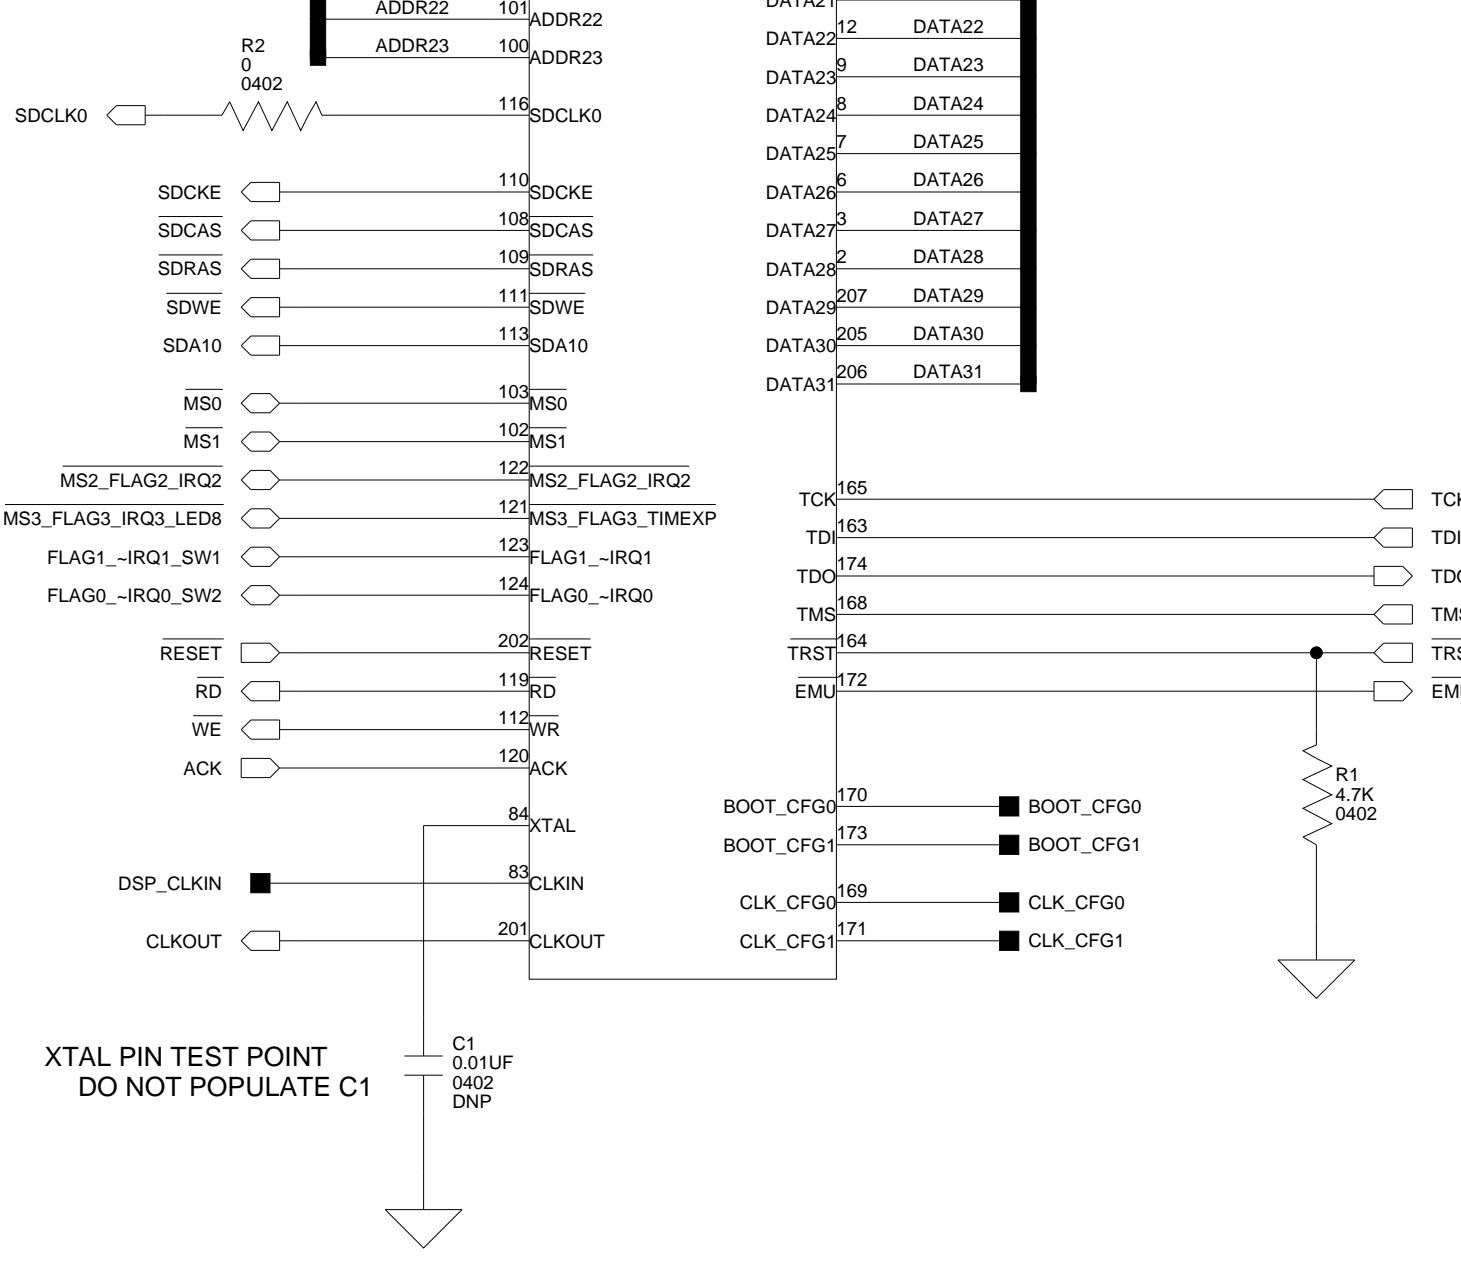 ADDR22 101 ADDR22
ADDR23 100 ADDR23
R2
0
0402
SDCLK0 116 SDCLK0
SDCKE 110 SDCKE
SDCAS 108 SDCAS
SDRAS 109 SDRAS
SDWE 111 SDWE
SDA10 113 SDA10
MS0 103 MS0
MS1 102 MS1
MS2_FLAG2_IRQ2 122 MS2_FLAG2_IRQ2
MS3_FLAG3_IRQ3_LED8 121 MS3_FLAG3_TIMEXP
FLAG1_~IRQ1_SW1 123 FLAG1_~IRQ1
FLAG0_~IRQ0_SW2 124 FLAG0_~IRQ0
RESET 202 RESET
RD 119 RD
WE 112 WR
ACK 120 ACK
84 XTAL
DSP_CLKIN 83 CLKIN
CLKOUT 201 CLKOUT
XTAL PIN TEST POINT
DO NOT POPULATE C1
C1
0.01UF
0402
DNP
DATA21
DATA22 12 DATA22
DATA23 9 DATA23
DATA24 8 DATA24
DATA25 7 DATA25
DATA26 6 DATA26
DATA27 3 DATA27
DATA28 2 DATA28
DATA29 207 DATA29
DATA30 205 DATA30
DATA31 206 DATA31
TCK 165 TCK
TDI 163 TDI
TDO 174 TDO
TMS 168 TMS
TRST 164
EMU 172
R1
4.7K
0402
BOOT_CFG0 170 BOOT_CFG0
BOOT_CFG1 173 BOOT_CFG1
CLK_CFG0 169 CLK_CFG0
CLK_CFG1 171 CLK_CFG1